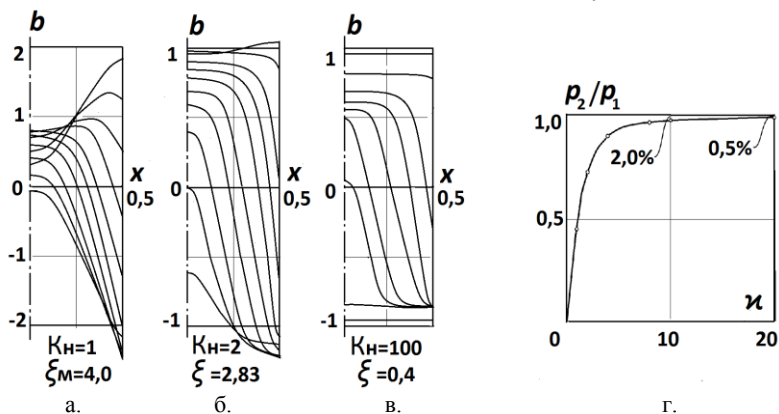 b
2
1
0
-1
-2
x
0,5
Кн=1
ξм=4,0
а.
b
1
0
-1
x
0,5
Кн=2
ξ=2,83
б.
b
1
0
-1
x
0,5
Кн=100
ξ=0,4
в.
p2/p1
1,0
0,5
2,0%
0,5%
ϰ
0
10
20
г.